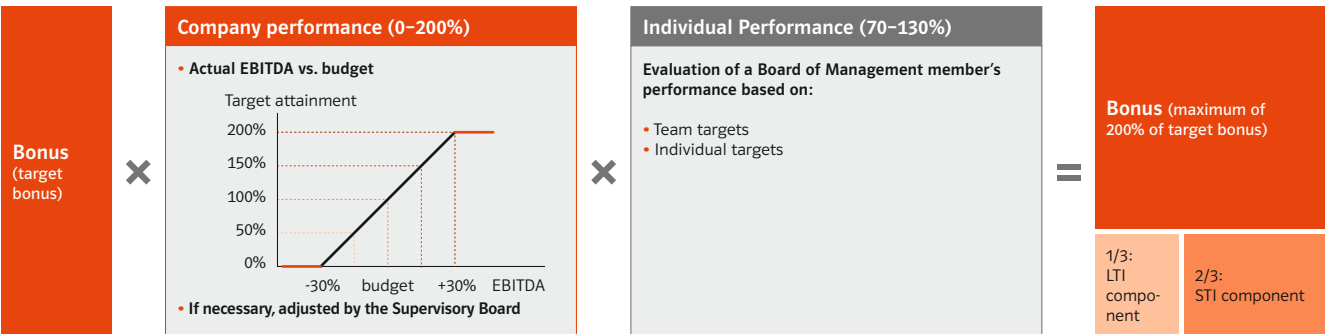 Bonus
(target
bonus)
×
Company performance (0–200%)
• Actual EBITDA vs. budget
Target attainment
200%
150%
100%
50%
0%
-30% budget +30% EBITDA
• If necessary, adjusted by the Supervisory Board
×
Individual Performance (70–130%)
Evaluation of a Board of Management member’s
performance based on:
• Team targets
• Individual targets
=
Bonus (maximum of
200% of target bonus)
1/3:
LTI
compo-
nent
2/3:
STI component